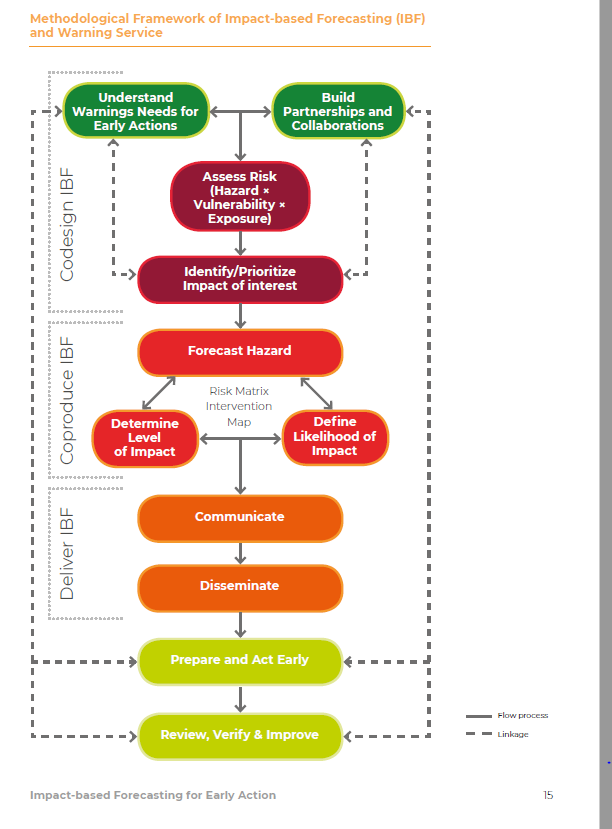 Methodological Framework of Impact-based Forecasting (IBF)
and Warning Service
Understand
Warnings Needs for
Early Actions
Build
Partnerships and
Collaborations
Codesign IBF
Assess Risk
(Hazard ×
Vulnerability ×
Exposure)
Identify/Prioritize
Impact of interest
Coproduce IBF
Forecast Hazard
Risk Matrix
Intervention
Map
Determine
Level
of Impact
Define
Likelihood of
Impact
Deliver IBF
Communicate
Disseminate
Prepare and Act Early
Review, Verify & Improve
Flow process
Linkage
Impact-based Forecasting for Early Action
15